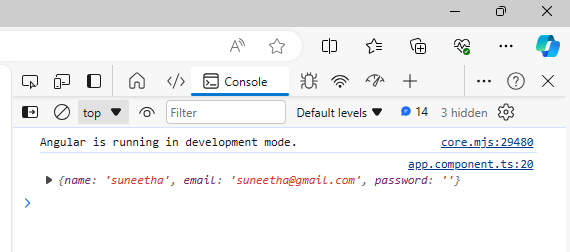 Console
top
Filter
Default levels
14
3 hidden
Angular is running in development mode.
core.mjs:29480
app.component.ts:20
{name: 'suneetha', email: 'suneetha@gmail.com', password: ''}